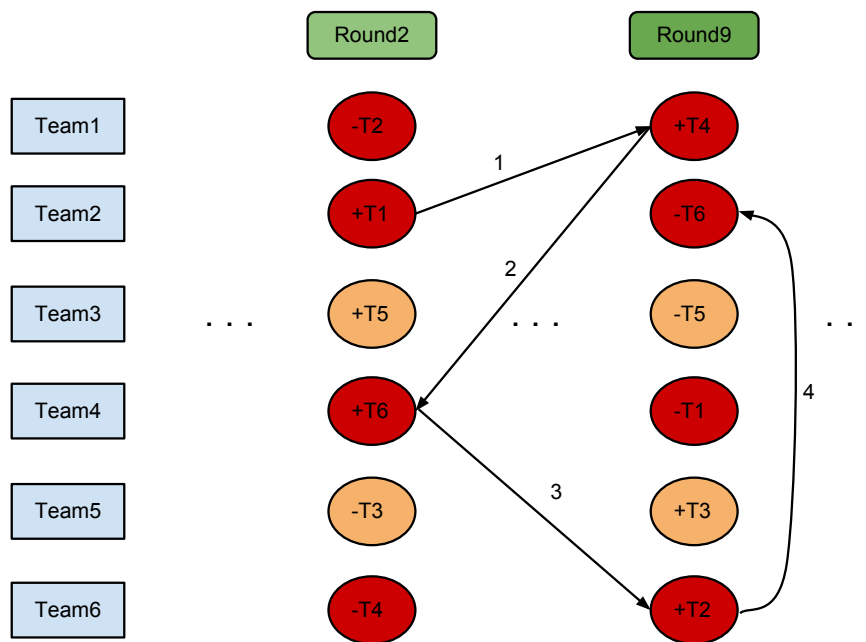 Round2 Round9
Team1 -T2 +T4
1
Team2 +T1 -T6
2
Team3 . . . +T5 . . . -T5 . .
4
Team4 +T6 -T1
3
Team5 -T3 +T3
Team6 -T4 +T2